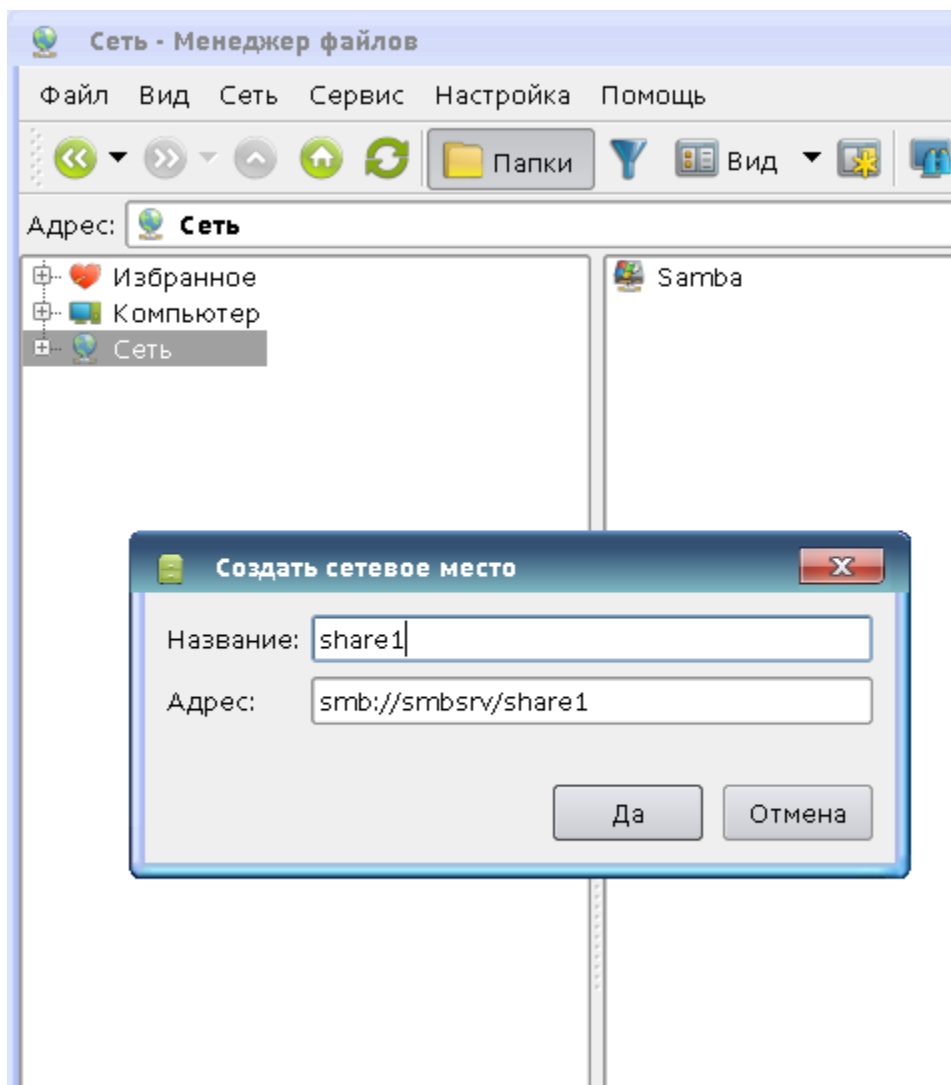 Сеть - Менеджер файлов
Файл Вид Сеть Сервис Настройка Помощь
Папки Вид
Адрес: Сеть
Избранное
Компьютер
Сеть
Samba
Создать сетевое место
Название: share1
Адрес: smb://smbsrv/share1
Да Отмена